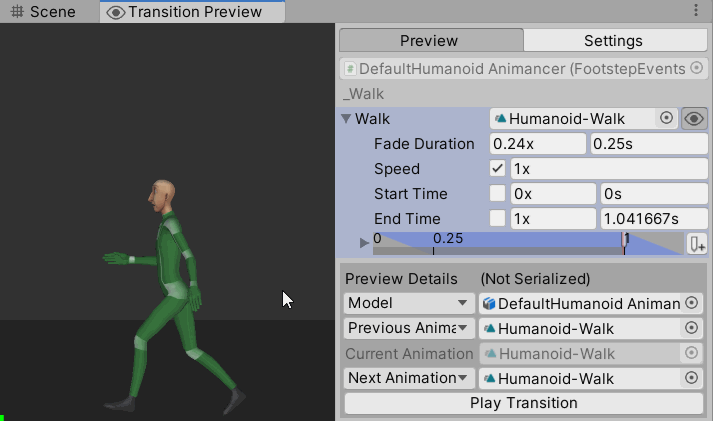 Scene Transition Preview
Preview Settings
DefaultHumanoid Animancer (FootstepEvents
_Walk
Walk Humanoid-Walk
Fade Duration 0.24x 0.25s
Speed 1x
Start Time 0x 0s
End Time 1x 1.041667s
0 0.25 1
Preview Details (Not Serialized)
Model DefaultHumanoid Animan
Previous Anima Humanoid-Walk
Current Animation Humanoid-Walk
Next Animation Humanoid-Walk
Play Transition